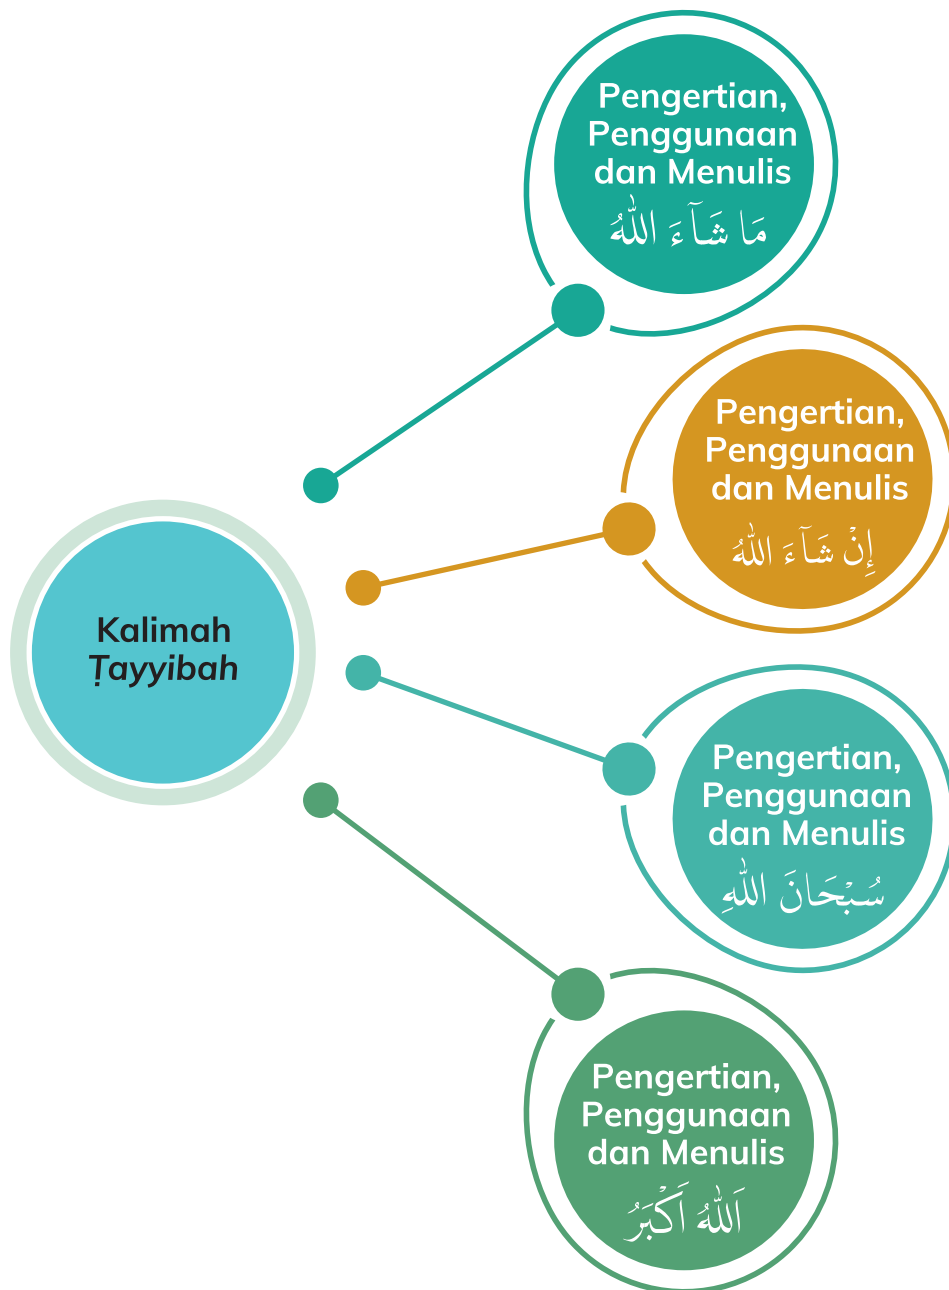 Kalimah
Ṭayyibah
Pengertian,
Penggunaan
dan Menulis
مَا شَآءَ اللّٰهُ
Pengertian,
Penggunaan
dan Menulis
إِنْ شَآءَ اللّٰهُ
Pengertian,
Penggunaan
dan Menulis
سُبْحَانَ اللّٰهِ
Pengertian,
Penggunaan
dan Menulis
اَللّٰهُ اَكْبَرُ